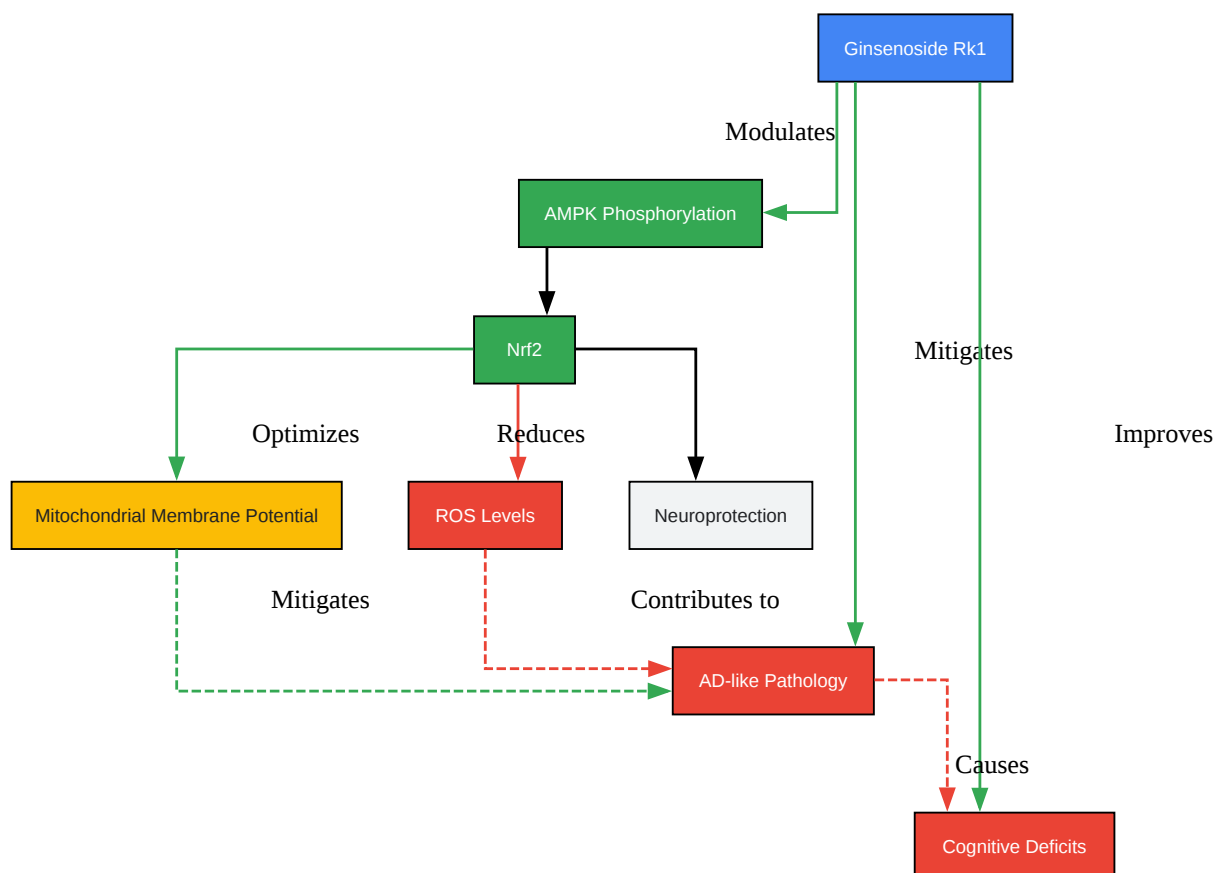 Ginsenoside Rk1
Modulates
AMPK Phosphorylation
Nrf2
Mitigates
Optimizes
Reduces
Improves
Mitochondrial Membrane Potential
ROS Levels
Neuroprotection
Mitigates
Contributes to
AD-like Pathology
Causes
Cognitive Deficits